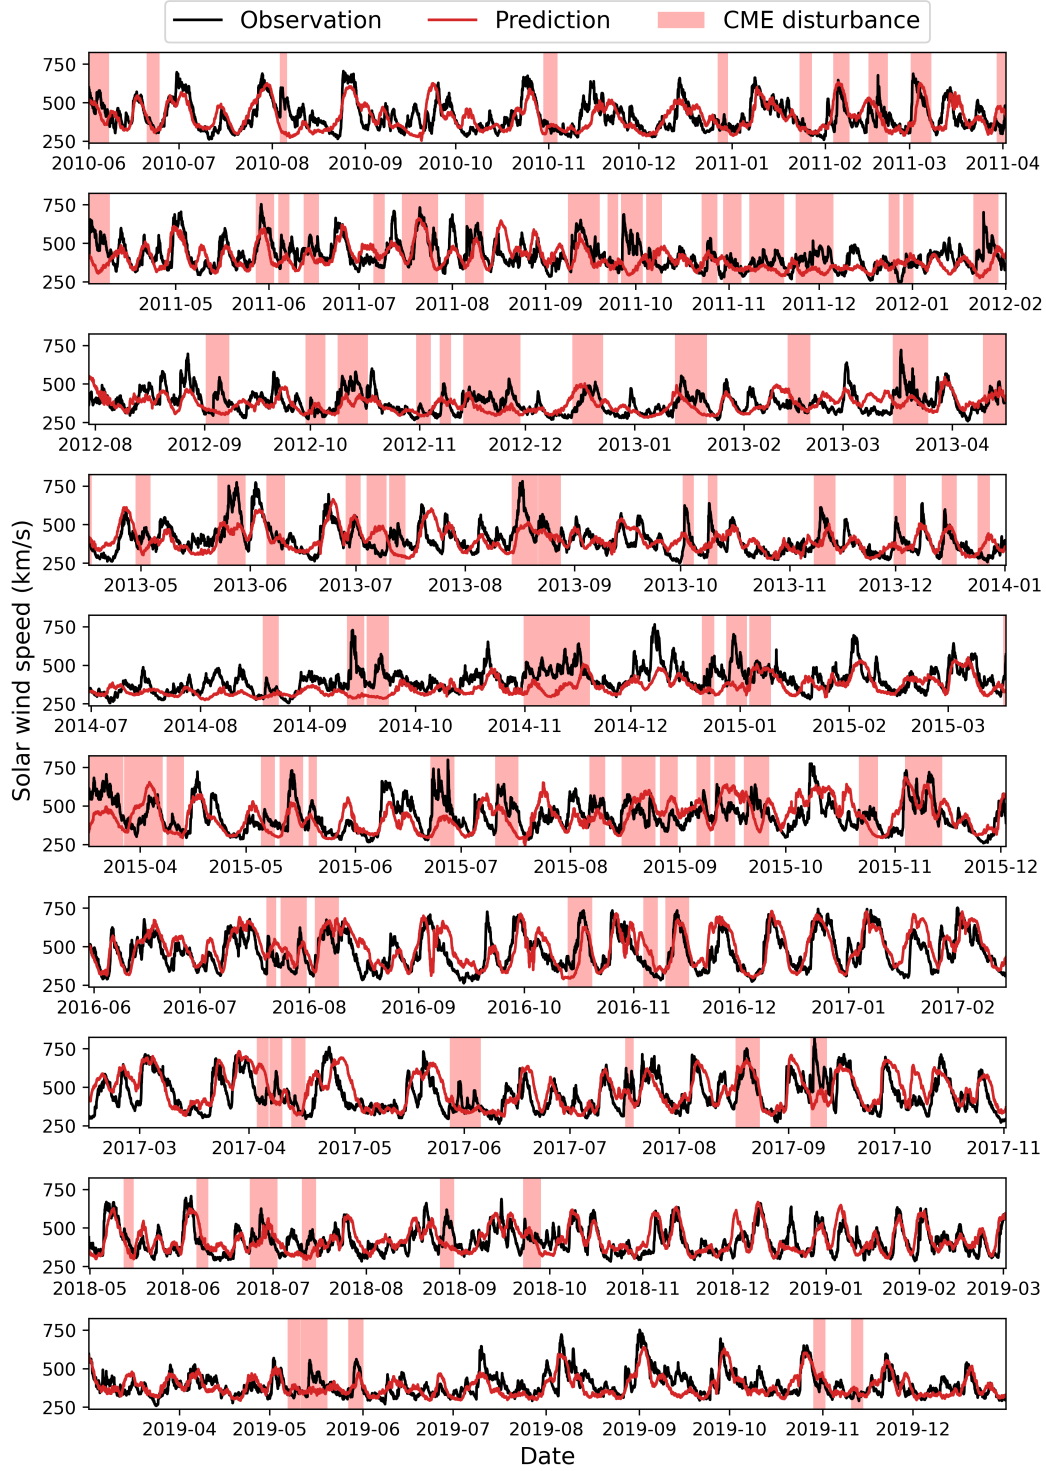 Observation Prediction CME disturbance
750
500
250
2010-06 2010-07 2010-08 2010-09 2010-10 2010-11 2010-12 2011-01 2011-02 2011-03 2011-04
750
500
250
2011-05 2011-06 2011-07 2011-08 2011-09 2011-10 2011-11 2011-12 2012-01 2012-02
750
500
250
2012-08 2012-09 2012-10 2012-11 2012-12 2013-01 2013-02 2013-03 2013-04
750
500
250
2013-05 2013-06 2013-07 2013-08 2013-09 2013-10 2013-11 2013-12 2014-01
Solar wind speed (km/s)
750
500
250
2014-07 2014-08 2014-09 2014-10 2014-11 2014-12 2015-01 2015-02 2015-03
750
500
250
2015-04 2015-05 2015-06 2015-07 2015-08 2015-09 2015-10 2015-11 2015-12
750
500
250
2016-06 2016-07 2016-08 2016-09 2016-10 2016-11 2016-12 2017-01 2017-02
750
500
250
2017-03 2017-04 2017-05 2017-06 2017-07 2017-08 2017-09 2017-10 2017-11
750
500
250
2018-05 2018-06 2018-07 2018-08 2018-09 2018-10 2018-11 2018-12 2019-01 2019-02 2019-03
750
500
250
2019-04 2019-05 2019-06 2019-07 2019-08 2019-09 2019-10 2019-11 2019-12
Date